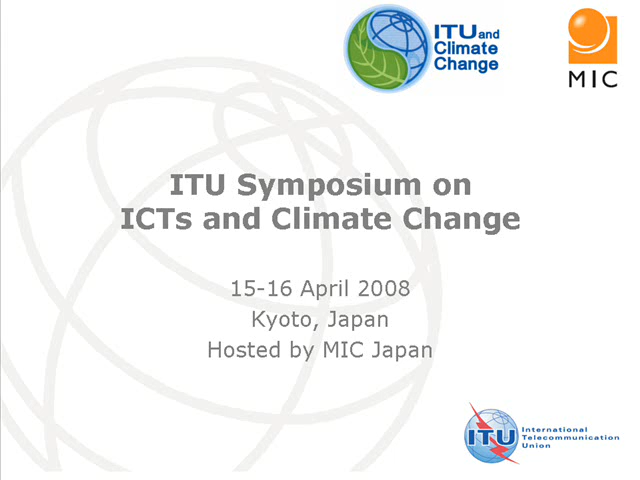 ITU and
Climate
Change
MIC
ITU Symposium on
ICTs and Climate Change
15-16 April 2008
Kyoto, Japan
Hosted by MIC Japan
ITU
International
Telecommunication
Union